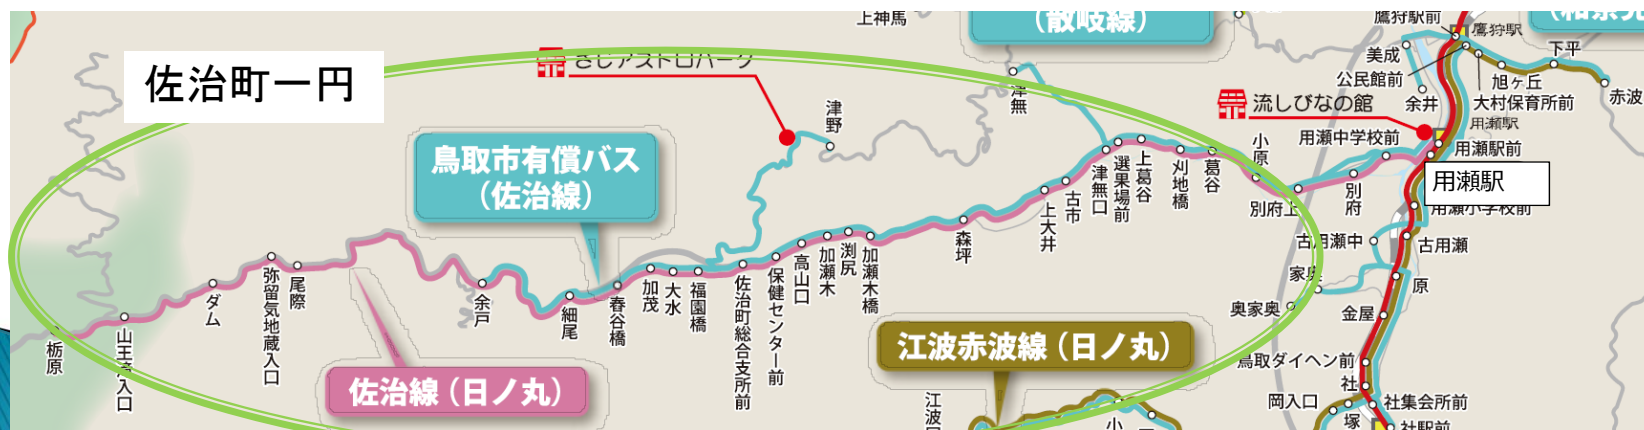 上神馬
(散岐線)
鷹狩駅前
鷹狩駅
美成
公民館前
下平
旭ヶ丘
余井
大村保育所前
赤波
用瀬駅
佐治町一円
さじアストロパーク
津野
津無
流しびなの館
用瀬中学校前
用瀬駅前
用瀬駅
用瀬小学校前
鳥取市有償バス
(佐治線)
小原
葛谷
刈地橋
上葛谷
選果場前
津無口
古市
上大井
森坪
加瀬木橋
渕尻
加瀬木
高山口
保健センター前
佐治町総合支所前
福園橋
大水
加茂
春谷橋
細尾
余戸
尾際
弥留気地蔵入口
ダム
山王滝入口
栃原
別府上
別府
古用瀬中
古用瀬
家奥
原
奥家奥
金屋
鳥取ダイヘン前
社
岡入口
社集会所前
塚
社駅前
佐治線(日ノ丸)
江波赤波線(日ノ丸)
江波
小